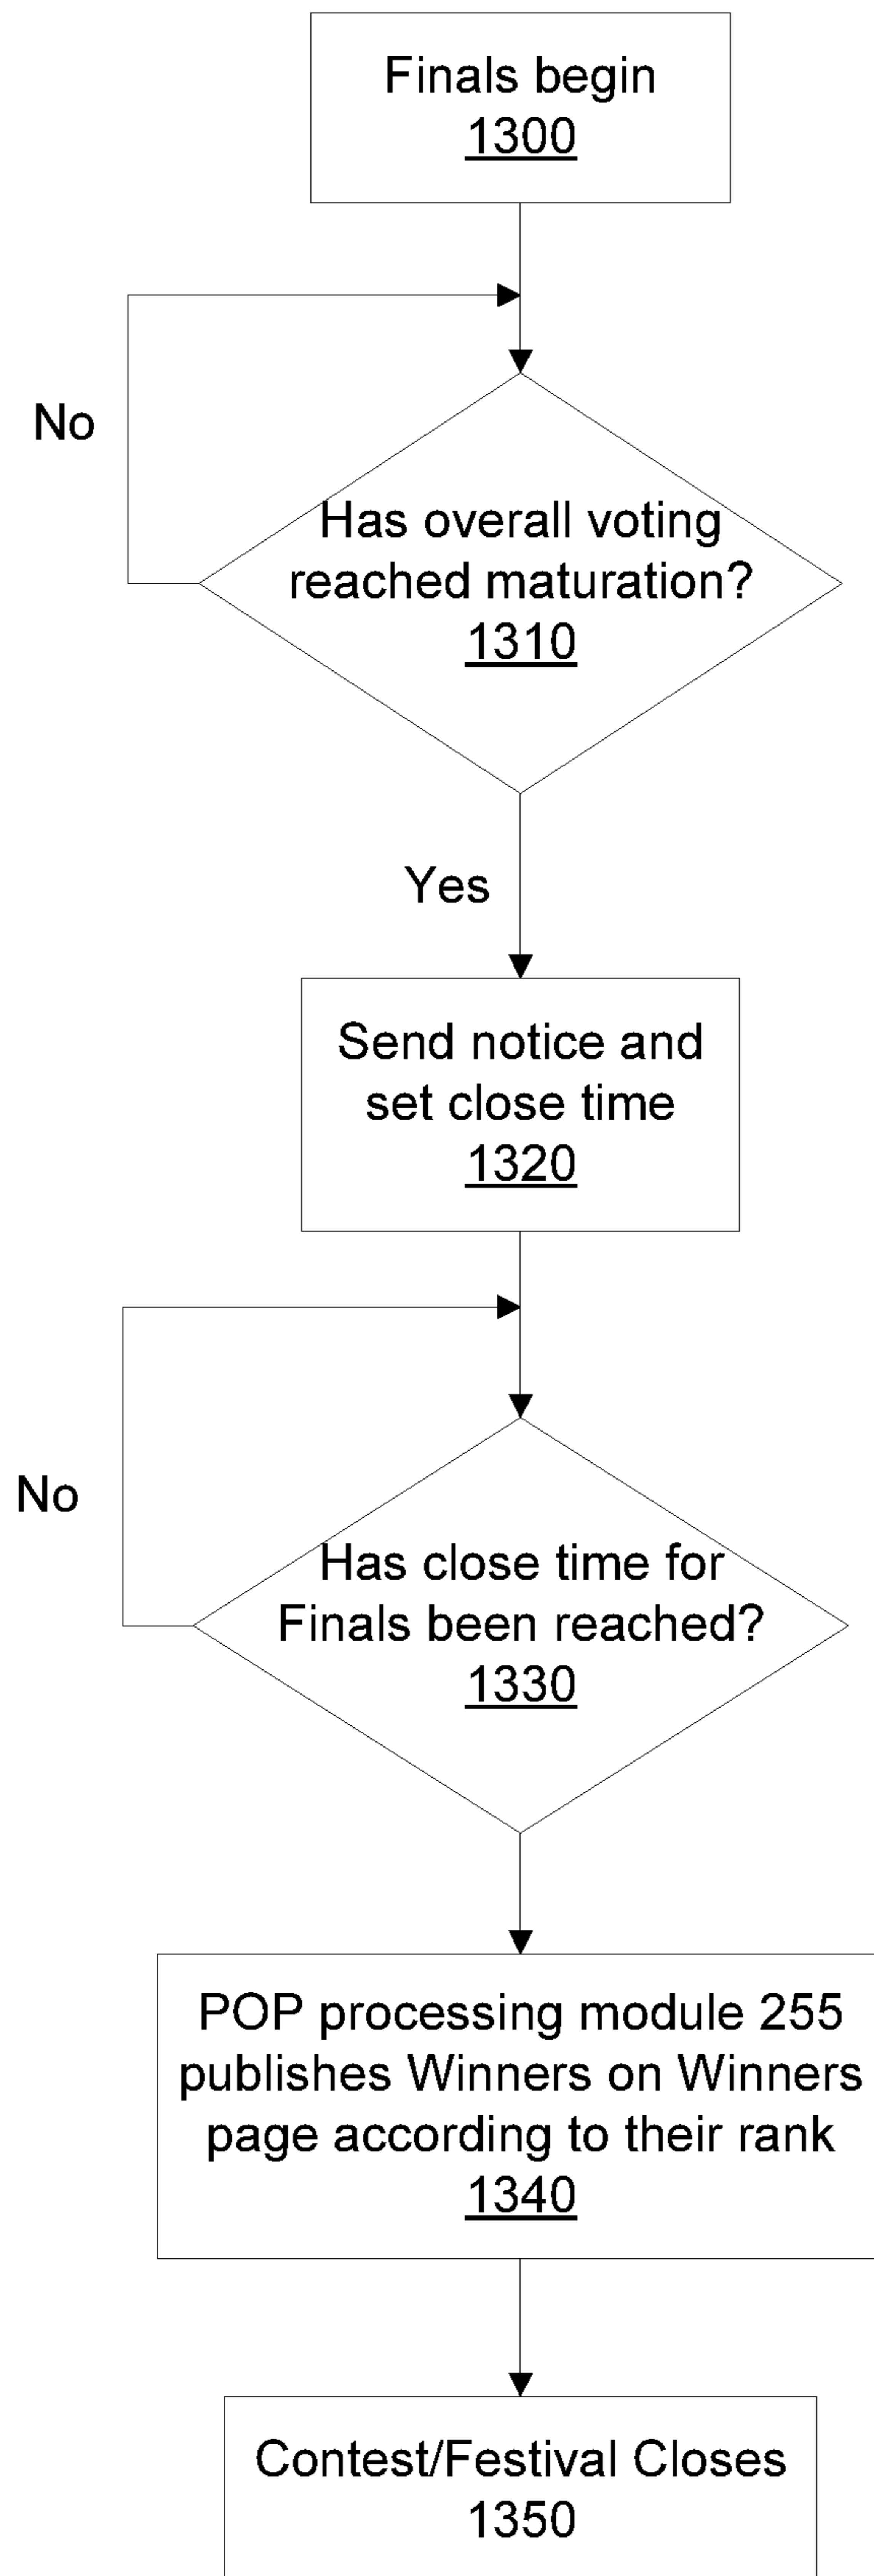 Finals begin
1300
No
Has overall voting
reached maturation?
1310
Yes
Send notice and
set close time
1320
No
Has close time for
Finals been reached?
1330
POP processing module 255
publishes Winners on Winners
page according to their rank
1340
Contest/Festival Closes
1350